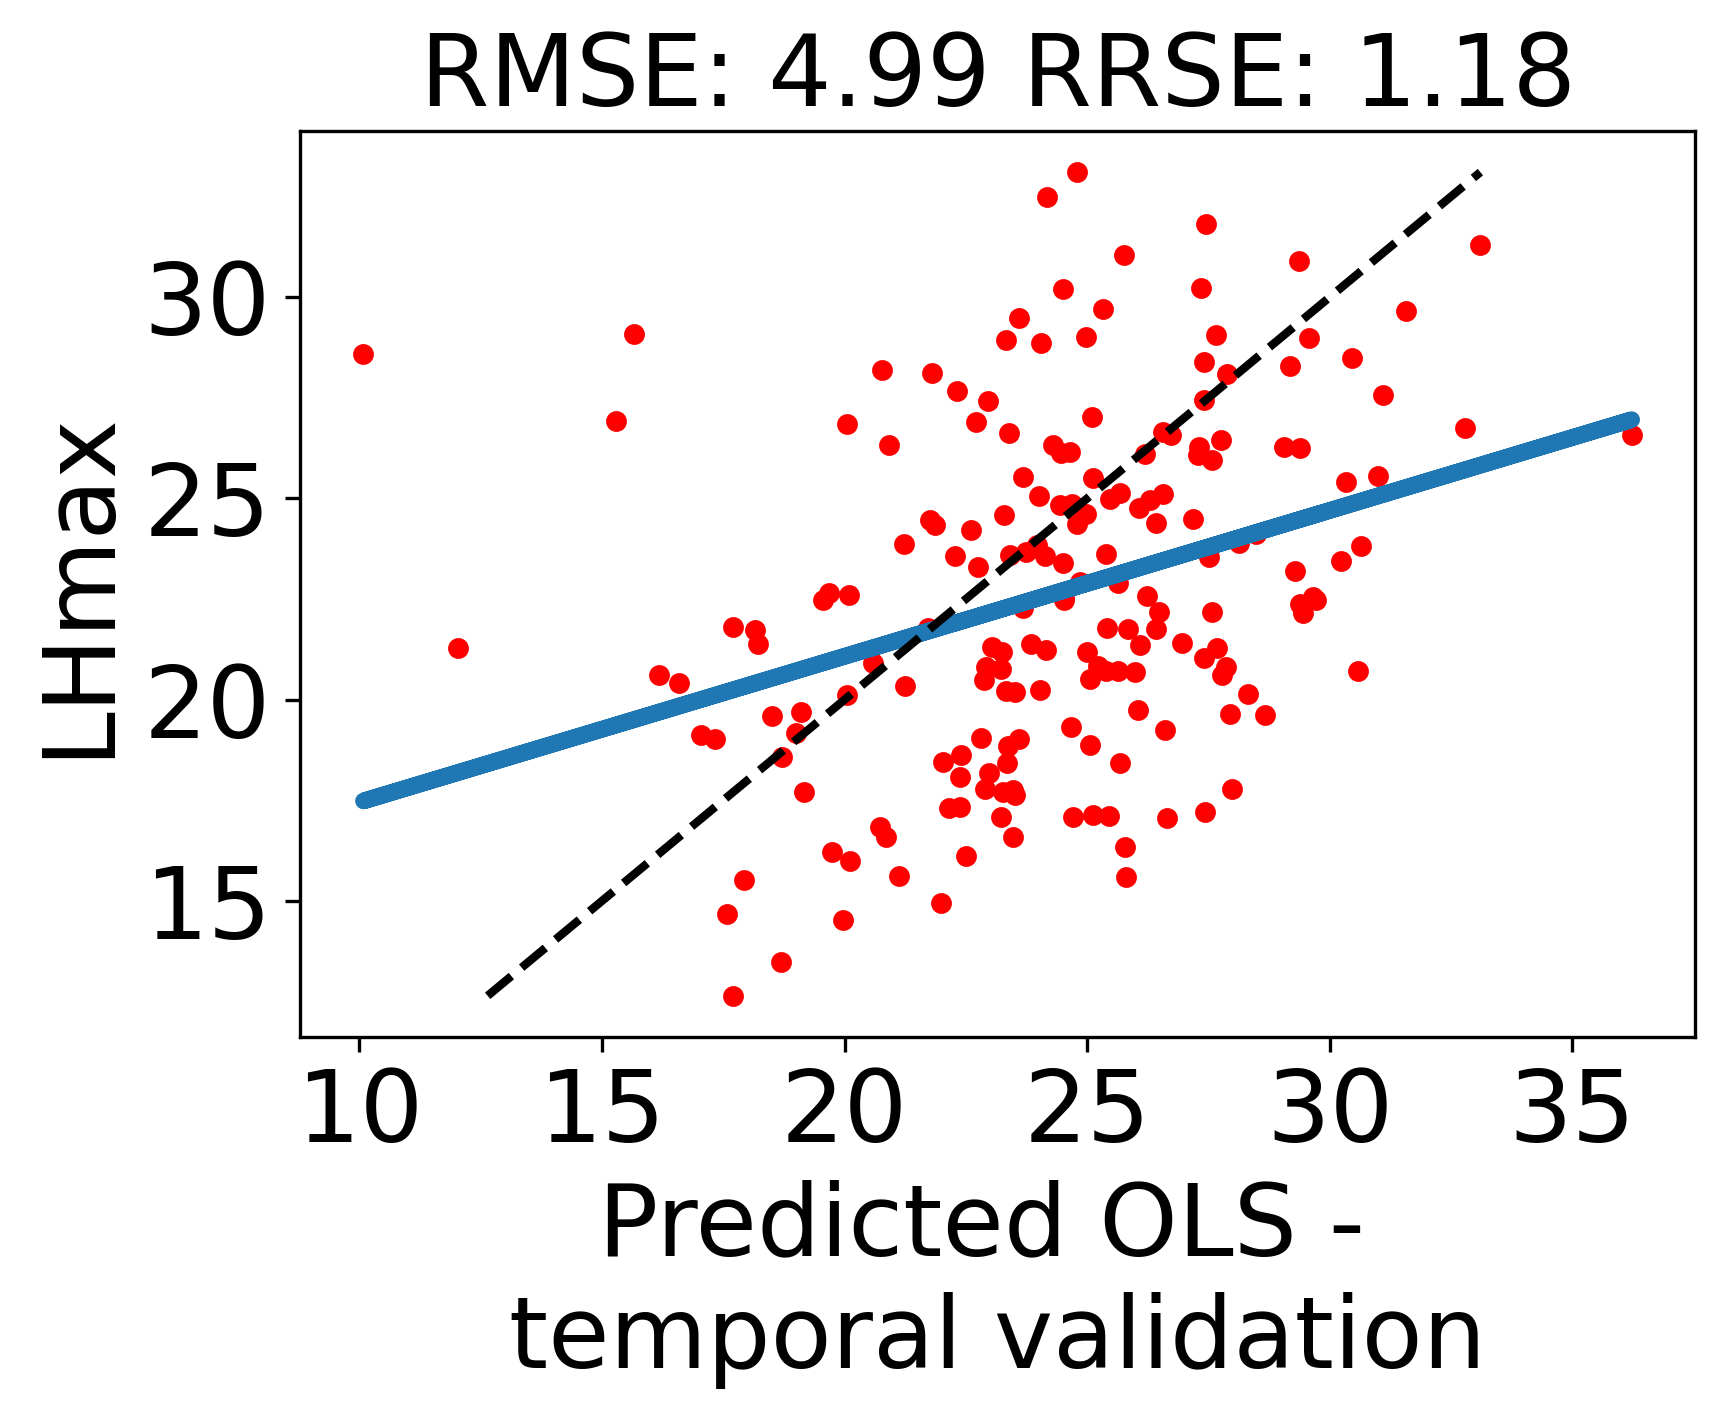 RMSE: 4.99 RRSE: 1.18
LHmax
30
25
20
15
10 15 20 25 30 35
Predicted OLS -
temporal validation